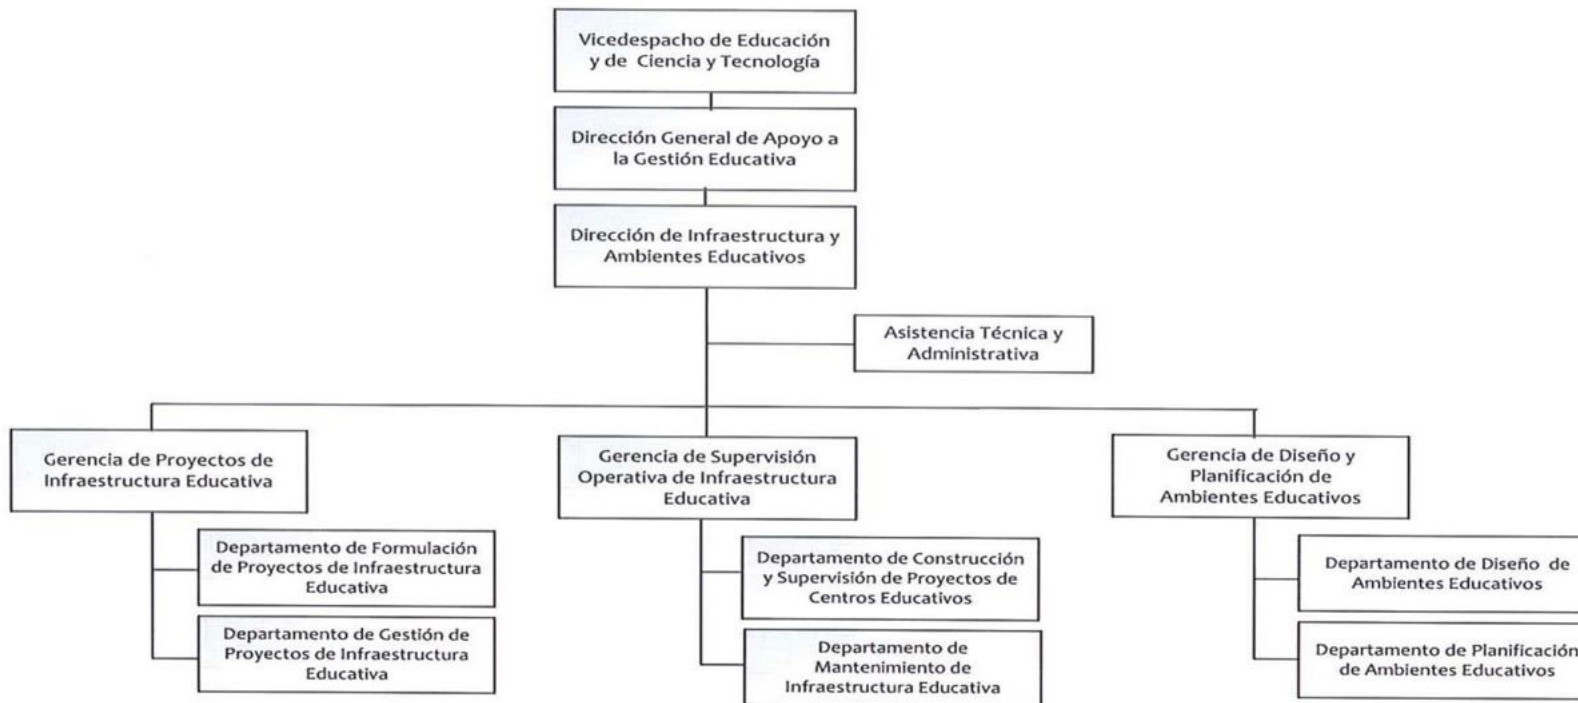 Vicedespacho de Educación
y de Ciencia y Tecnología
Dirección General de Apoyo a
la Gestión Educativa
Dirección de Infraestructura y
Ambientes Educativos
Asistencia Técnica y
Administrativa
Gerencia de Proyectos de
Infraestructura Educativa
Departamento de Formulación
de Proyectos de Infraestructura
Educativa
Departamento de Gestión de
Proyectos de Infraestructura
Educativa
Gerencia de Supervisión
Operativa de Infraestructura
Educativa
Departamento de Construcción
y Supervisión de Proyectos de
Centros Educativos
Departamento de
Mantenimiento de
Infraestructura Educativa
Gerencia de Diseño y
Planificación de
Ambientes Educativos
Departamento de Diseño de
Ambientes Educativos
Departamento de Planificación
de Ambientes Educativos